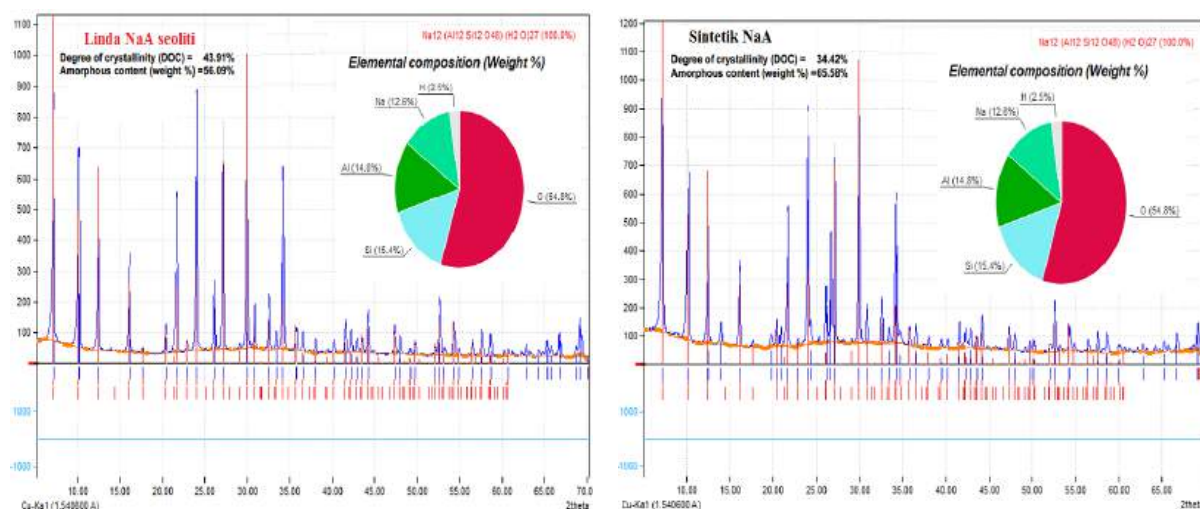 Linda NaA seoliti
Na12 (Al12 Si12 O48) (H2 O)27 (100.0%)
Degree of crystallinity (DOC) = 43.91%
Amorphous content (weight %) =56.09%
Elemental composition (Weight %)
H (2.5%)
Na (12.6%)
Al (14.8%)
O (54.8%)
Si (15.4%)
1100
1000
900
800
700
600
500
400
300
200
100
1000
-1000
10.00 15.00 20.00 25.00 30.00 35.00 40.00 45.00 50.00 55.00 60.00 65.00 70.0
Cu-Ka1 (1.540600 A)
2theta
Sintetik NaA
Na12 (Al12 Si12 O48) (H2 O)27 (100.0%)
Degree of crystallinity (DOC) = 34.42%
Amorphous content (weight %) =65.58%
Elemental composition (Weight %)
H (2.5%)
Na (12.6%)
Al (14.8%)
O (54.8%)
Si (15.4%)
1200
1100
1000
900
800
700
600
500
400
300
200
100
1000
-1000
10.00 15.00 20.00 25.00 30.00 35.00 40.00 45.00 50.00 55.00 60.00 65.00
Cu-Ka1 (1.540600 A)
2theta